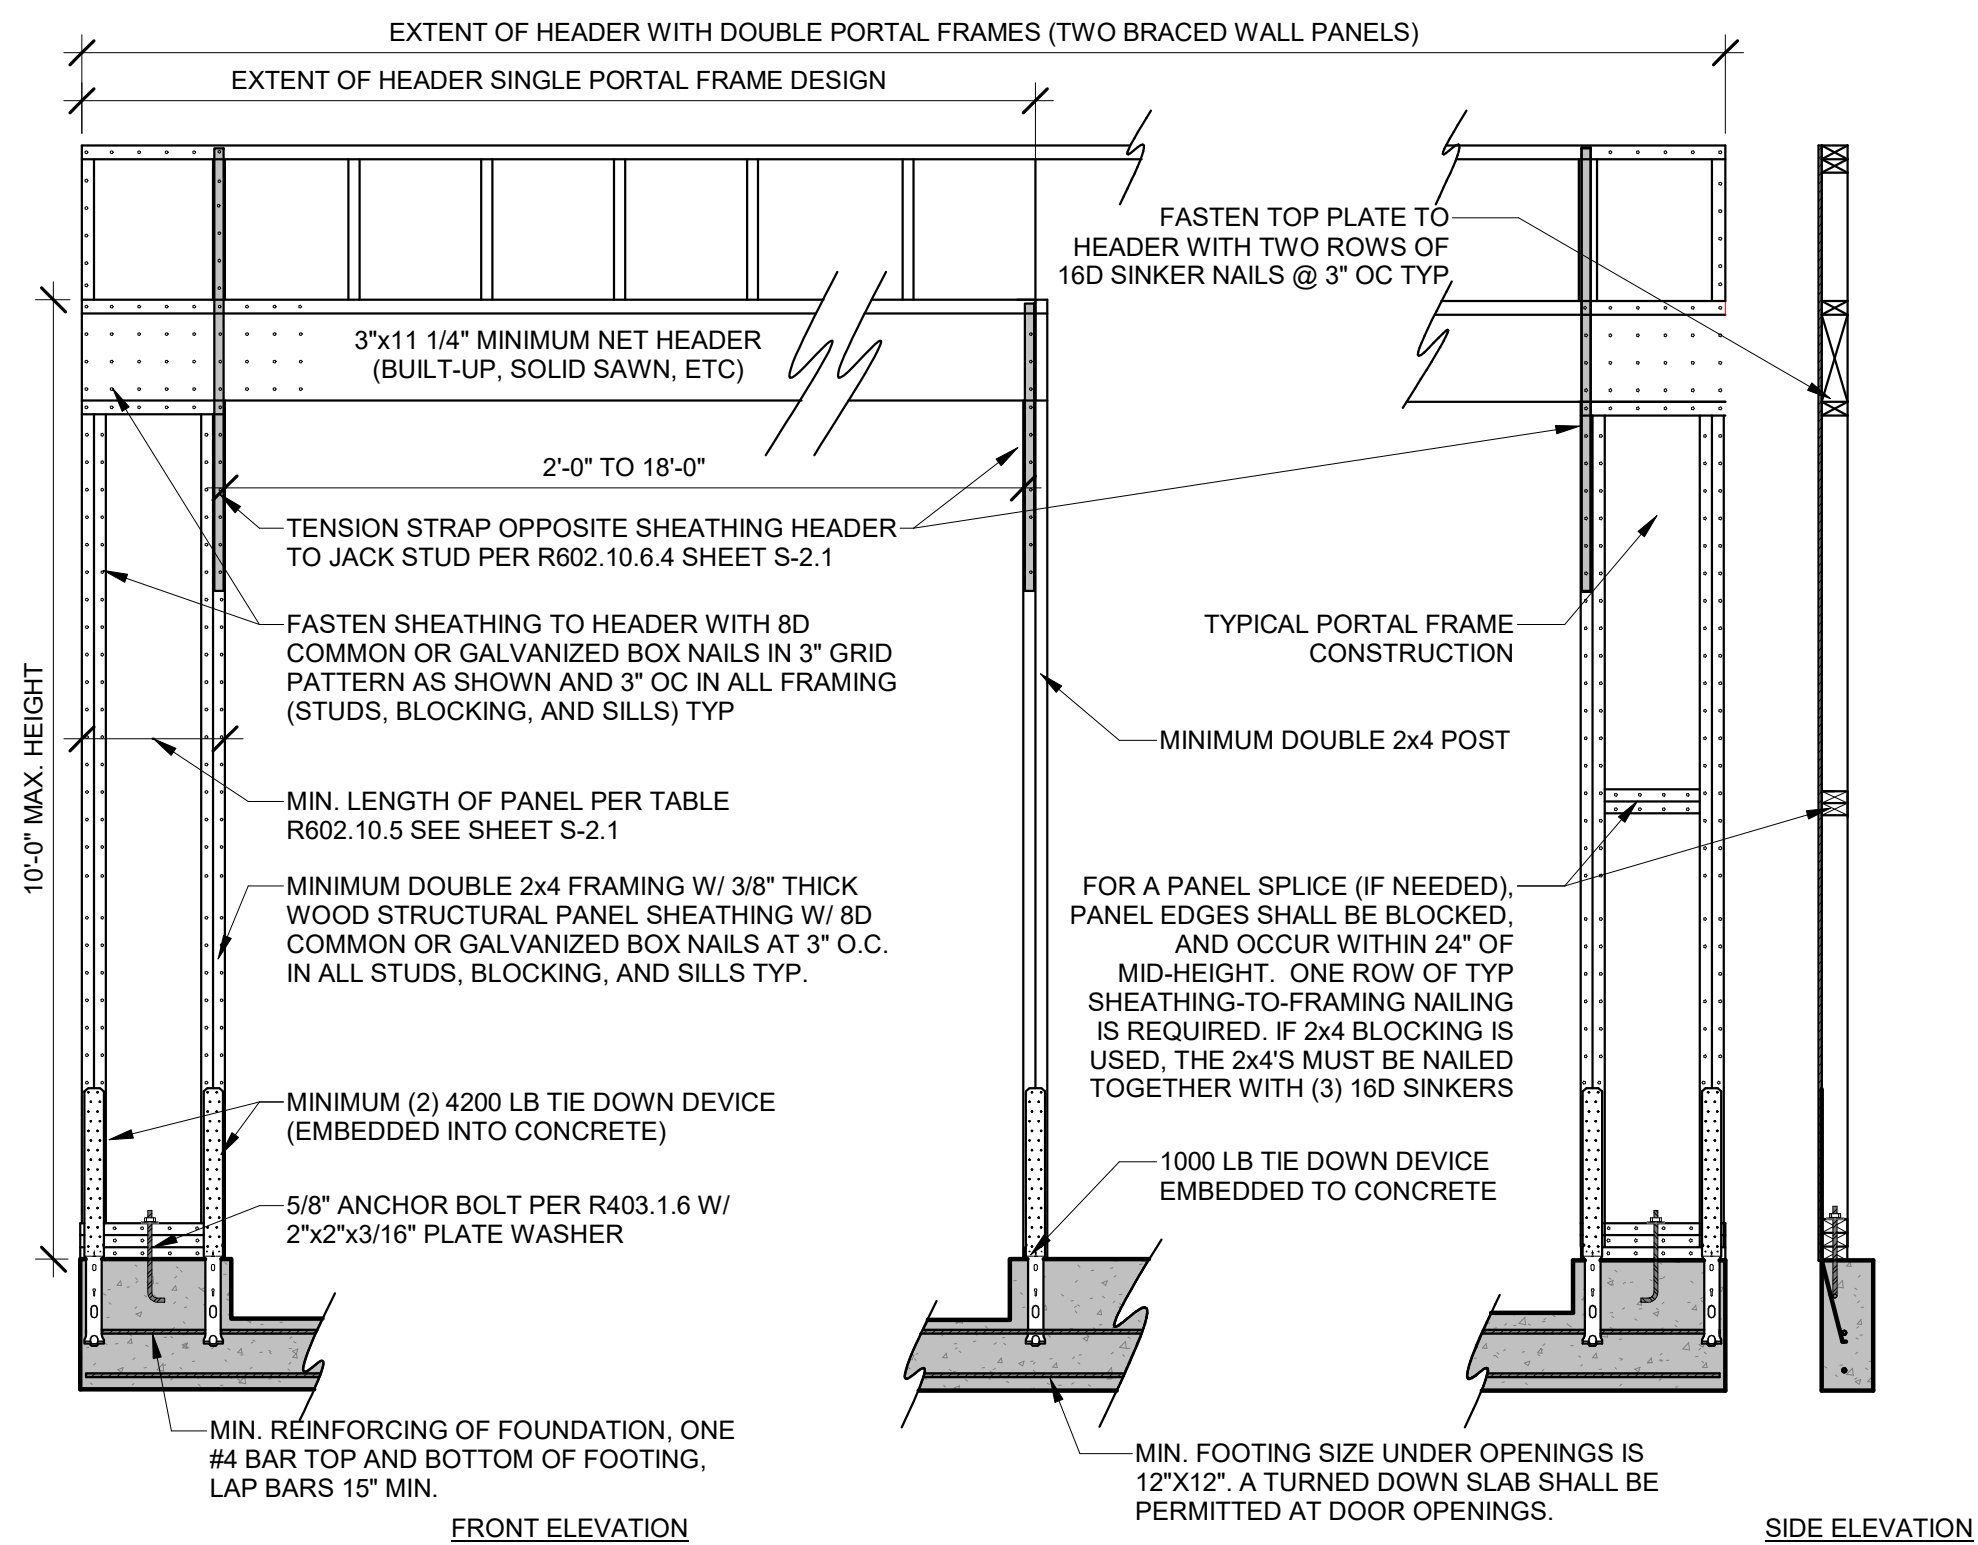 EXTENT OF HEADER WITH DOUBLE PORTAL FRAMES (TWO BRACED WALL PANELS)
EXTENT OF HEADER SINGLE PORTAL FRAME DESIGN
FASTEN TOP PLATE TO
HEADER WITH TWO ROWS OF
16D SINKER NAILS @ 3" OC TYP
3"x11 1/4" MINIMUM NET HEADER
(BUILT-UP, SOLID SAWN, ETC)
2'-0" TO 18'-0"
TENSION STRAP OPPOSITE SHEATHING HEADER
TO JACK STUD PER R602.10.6.4 SHEET S-2.1
FASTEN SHEATHING TO HEADER WITH 8D
COMMON OR GALVANIZED BOX NAILS IN 3" GRID
PATTERN AS SHOWN AND 3" OC IN ALL FRAMING
(STUDS, BLOCKING, AND SILLS) TYP
TYPICAL PORTAL FRAME
CONSTRUCTION
10'-0" MAX. HEIGHT
MINIMUM DOUBLE 2x4 POST
MIN. LENGTH OF PANEL PER TABLE
R602.10.5 SEE SHEET S-2.1
MINIMUM DOUBLE 2x4 FRAMING W/ 3/8" THICK
WOOD STRUCTURAL PANEL SHEATHING W/ 8D
COMMON OR GALVANIZED BOX NAILS AT 3" O.C.
IN ALL STUDS, BLOCKING, AND SILLS TYP.
FOR A PANEL SPLICE (IF NEEDED),
PANEL EDGES SHALL BE BLOCKED,
AND OCCUR WITHIN 24" OF
MID-HEIGHT.  ONE ROW OF TYP
SHEATHING-TO-FRAMING NAILING
IS REQUIRED. IF 2x4 BLOCKING IS
USED, THE 2x4'S MUST BE NAILED
TOGETHER WITH (3) 16D SINKERS
MINIMUM (2) 4200 LB TIE DOWN DEVICE
(EMBEDDED INTO CONCRETE)
1000 LB TIE DOWN DEVICE
EMBEDDED TO CONCRETE
5/8" ANCHOR BOLT PER R403.1.6 W/
2"x2"x3/16" PLATE WASHER
MIN. REINFORCING OF FOUNDATION, ONE
#4 BAR TOP AND BOTTOM OF FOOTING,
LAP BARS 15" MIN.
MIN. FOOTING SIZE UNDER OPENINGS IS
12"X12". A TURNED DOWN SLAB SHALL BE
PERMITTED AT DOOR OPENINGS.
FRONT ELEVATION
SIDE ELEVATION